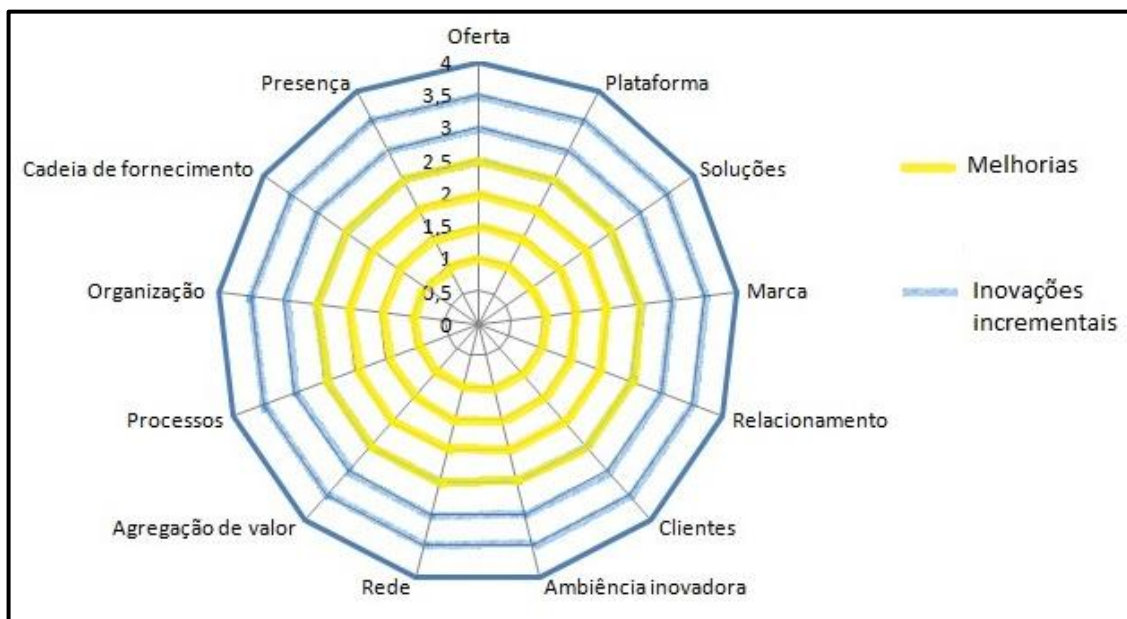 Oferta
4
Presença
Plataforma
3,5
3
Cadeia de fornecimento
2,5
Soluções
Melhorias
2
1,5
1
Organização
0,5
Marca
Inovações
incrementais
0
Processos
Relacionamento
Agregação de valor
Clientes
Rede
Ambiência inovadora